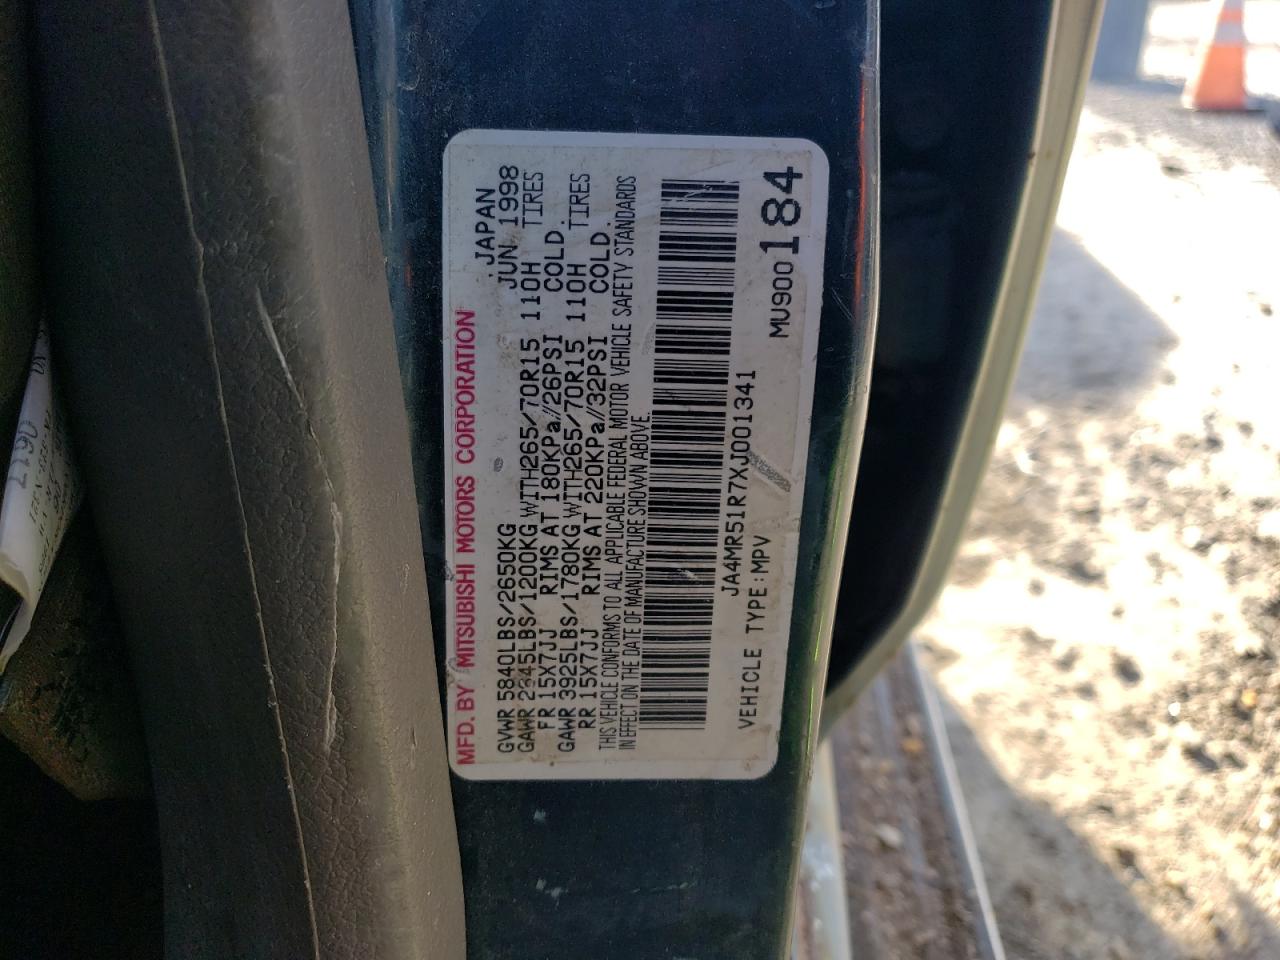 MFD. BY MITSUBISHI MOTORS CORPORATION
JAPAN
GVWR 5840LBS/2650KG JUN 1998
GAWR 2645LBS/1200KG WITH265/70R15 110H TIRES
FR 15X7JJ RIMS AT 180KPa//26PSI COLD.
GAWR 3925LBS/1780KG WITH265/70R15 110H TIRES
RR 15X7JJ RIMS AT 220KPa//32PSI COLD.
THIS VEHICLE CONFORMS TO ALL APPLICABLE FEDERAL MOTOR VEHICLE SAFETY STANDARDS
IN EFFECT ON THE DATE OF MANUFACTURE SHOWN ABOVE.
JA4MR51R7XJ001341
VEHICLE TYPE:MPV
MU900184